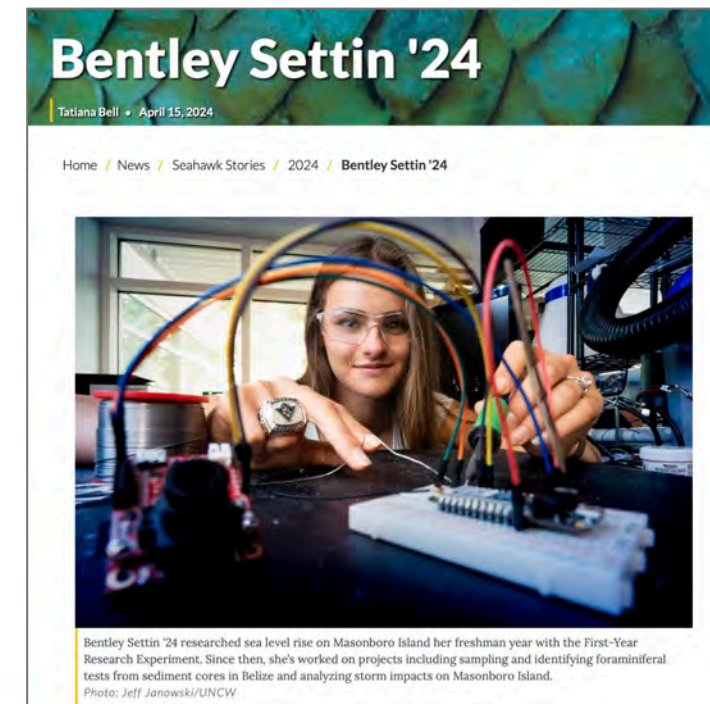 Bentley Settin '24
Tatiana Bell • April 15, 2024
Home / News / Seahawk Stories / 2024 / Bentley Settin '24
Bentley Settin '24 researched sea level rise on Masonboro Island her freshman year with the First-Year
Research Experiment. Since then, she's worked on projects including sampling and identifying foraminiferal
tests from sediment cores in Belize and analyzing storm impacts on Masonboro Island.
Photo: Jeff Janowski/UNCW